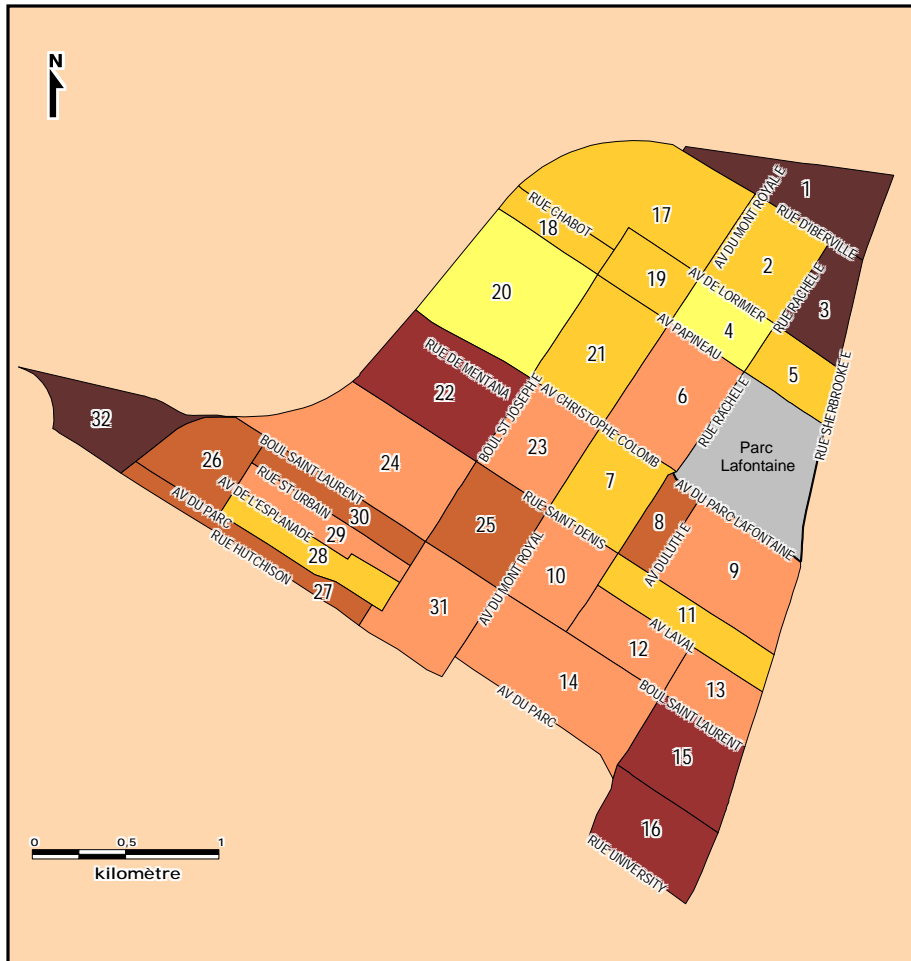 N
1
AV DU MONT ROYAL E
RUE D'IBERVILLE
17
RUE CHABOT
18
2
AV DE LORIMIER
RUE RACHEL E
19
20
3
4
AV PAPINEAU
21
5
RUE DE MENTANA
22
BOUL ST JOSEPH E
AV CHRISTOPHE COLOMB
6
RUE RACHEL E
RUE SHERBROOKE E
Parc
Lafontaine
32
23
26
BOUL SAINT LAURENT
24
RUE ST URBAIN
AV DE L'ESPLANADE
AV DU PARC
RUE HUTCHISON
30
29
28
27
25
RUE SAINT DENIS
7
8
AV DULUTH E
AV DU PARC LAFONTAINE
9
AV DU MONT ROYAL
10
31
11
AV LAVAL
12
13
14
AV DU PARC
BOUL SAINT LAURENT
15
16
RUE UNIVERSITY
0 0,5 1
kilomètre